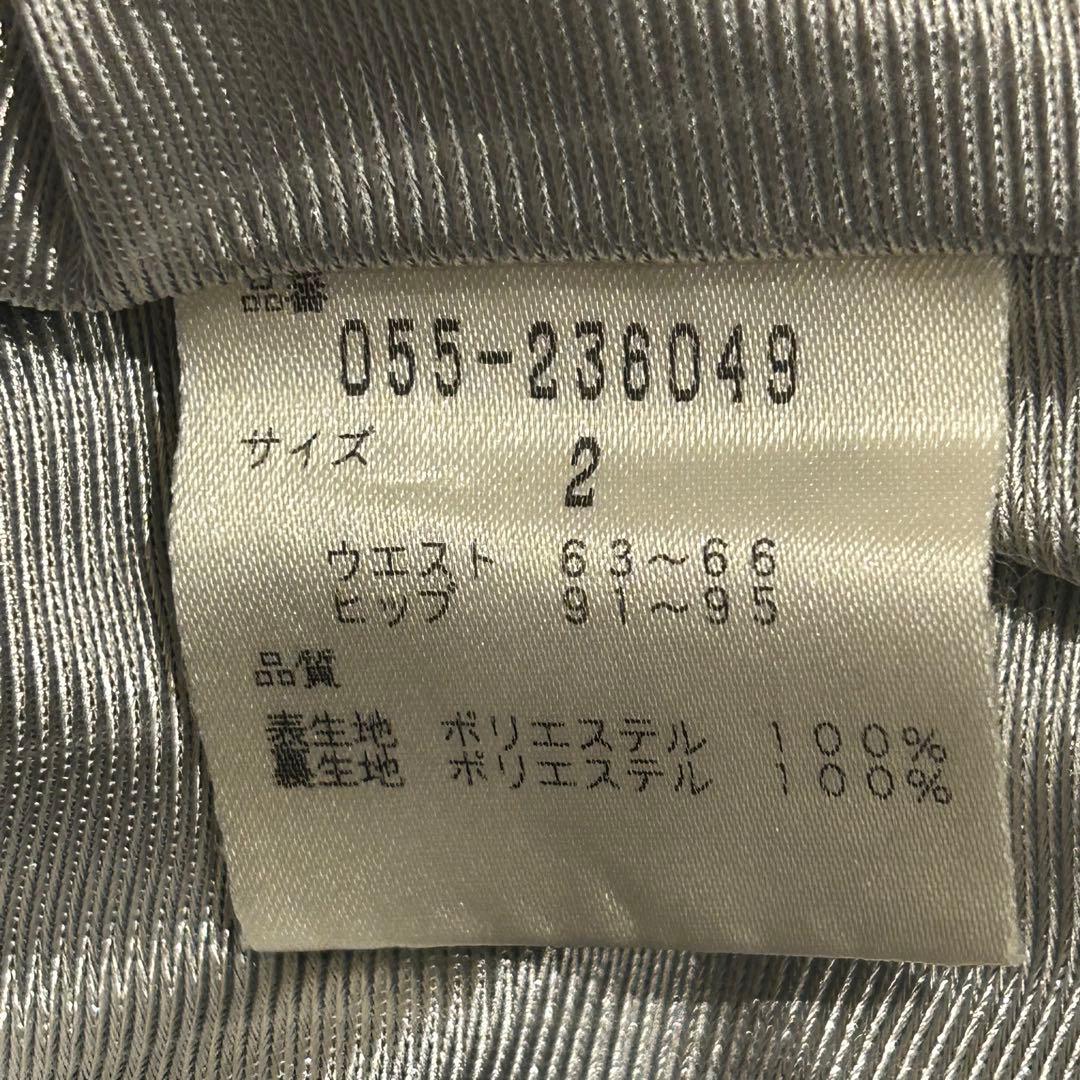 品番
055-236049
サイズ 2
ウエスト 63〜66
ヒップ 91〜95
品質
表生地 ポリエステル 100%
裏生地 ポリエステル 100%